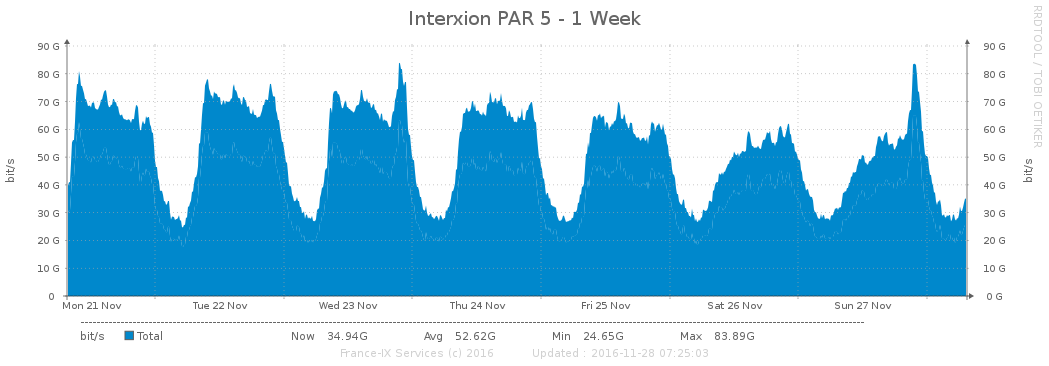 Interxion PAR 5 - 1 Week
RRDTOOL / TOBI OETIKER
90 G 90 G
80 G 80 G
70 G 70 G
60 G 60 G
50 G 50 G
40 G 40 G
30 G 30 G
20 G 20 G
10 G 10 G
0 0 G
bit/s bit/s
Mon 21 Nov Tue 22 Nov Wed 23 Nov Thu 24 Nov Fri 25 Nov Sat 26 Nov Sun 27 Nov
bit/s Total Now 34.94G Avg 52.62G Min 24.65G Max 83.89G
France-IX Services (c) 2016 Updated : 2016-11-28 07:25:03